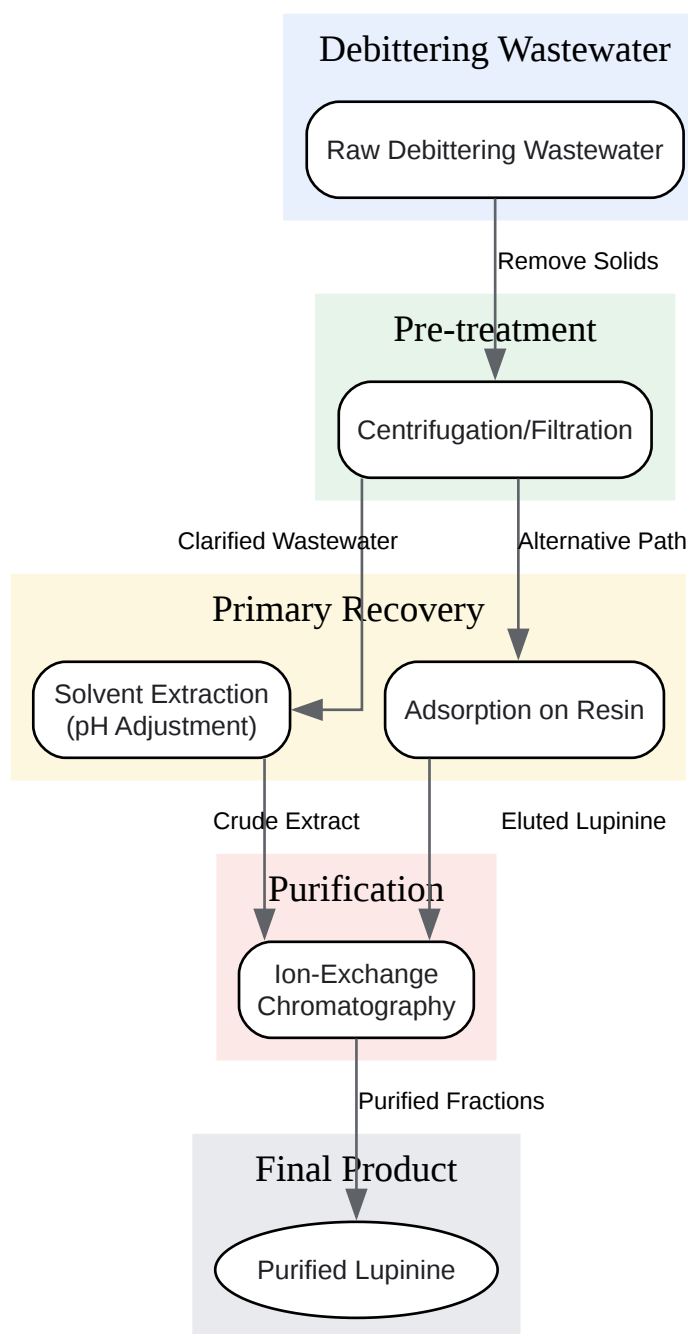 Debittering Wastewater
Raw Debittering Wastewater
Remove Solids
Pre-treatment
Centrifugation/Filtration
Clarified Wastewater
Alternative Path
Primary Recovery
Solvent Extraction
(pH Adjustment)
Adsorption on Resin
Crude Extract
Eluted Lupinine
Purification
Ion-Exchange
Chromatography
Purified Fractions
Final Product
Purified Lupinine